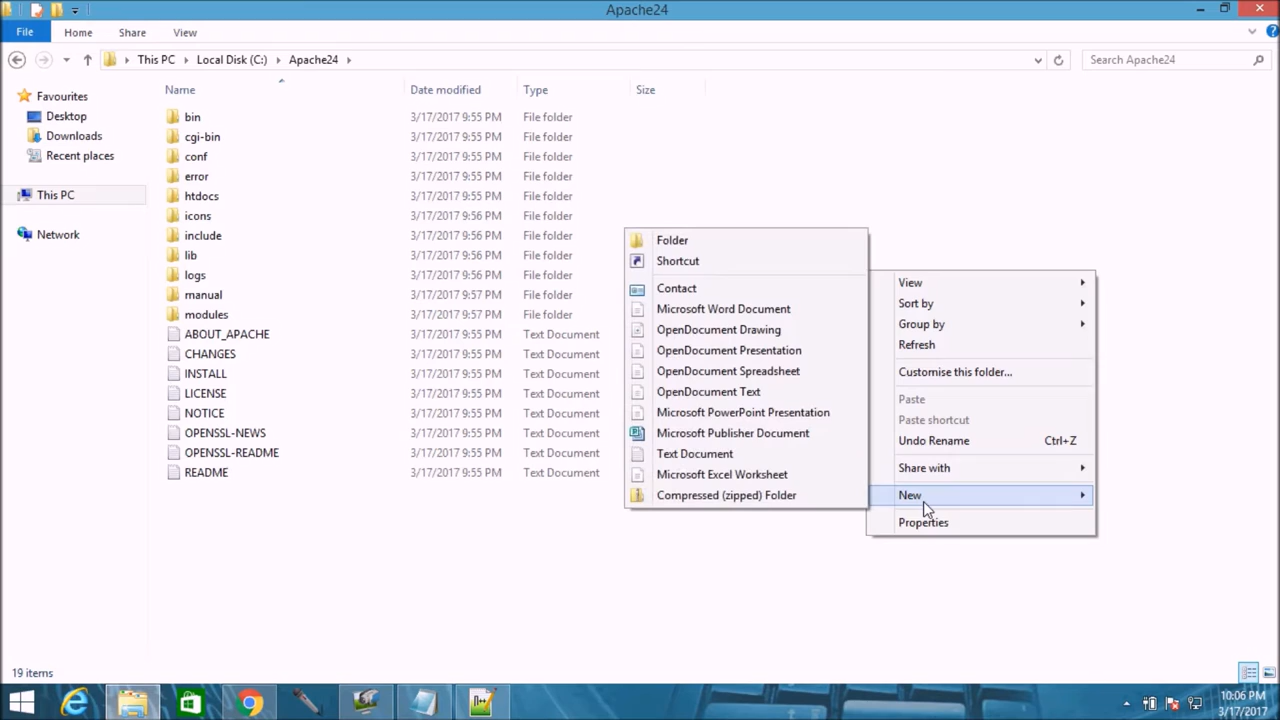 Apache24
File Home Share View
This PC Local Disk (C:) Apache24 Search Apache24
Name Date modified Type Size
Favourites
Desktop
Downloads
Recent places
This PC
Network
bin 3/17/2017 9:55 PM File folder
cgi-bin 3/17/2017 9:55 PM File folder
conf 3/17/2017 9:55 PM File folder
error 3/17/2017 9:55 PM File folder
htdocs 3/17/2017 9:55 PM File folder
icons 3/17/2017 9:56 PM File folder
include 3/17/2017 9:56 PM File folder
lib 3/17/2017 9:56 PM File folder
logs 3/17/2017 9:55 PM File folder
manual 3/17/2017 9:57 PM File folder
modules 3/17/2017 9:57 PM File folder
ABOUT_APACHE 3/17/2017 9:55 PM Text Document
CHANGES 3/17/2017 9:55 PM Text Document
INSTALL 3/17/2017 9:55 PM Text Document
LICENSE 3/17/2017 9:55 PM Text Document
NOTICE 3/17/2017 9:55 PM Text Document
OPENSSL-NEWS 3/17/2017 9:55 PM Text Document
OPENSSL-README 3/17/2017 9:55 PM Text Document
README 3/17/2017 9:55 PM Text Document
Folder
Shortcut
Contact
Microsoft Word Document
OpenDocument Drawing
OpenDocument Presentation
OpenDocument Spreadsheet
OpenDocument Text
Microsoft PowerPoint Presentation
Microsoft Publisher Document
Text Document
Microsoft Excel Worksheet
Compressed (zipped) Folder
View
Sort by
Group by
Refresh
Customise this folder...
Paste
Paste shortcut
Undo Rename Ctrl+Z
Share with
New
Properties
19 items
10:06 PM
3/17/2017